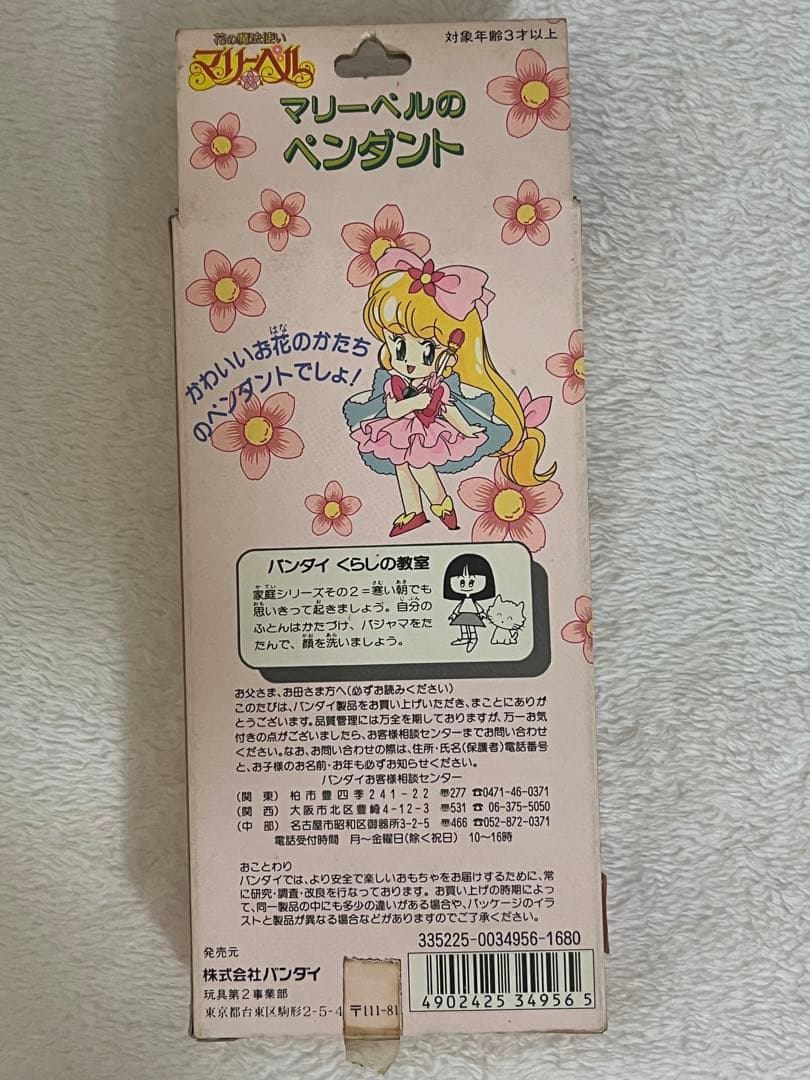 花の魔法使い
マリーベル
対象年齢3才以上
マリーベルの
ペンダント
かわいいお花のかたち
のペンダントでしょ!
バンダイ くらしの教室
家庭シリーズその2=寒い朝でも
思いきって起きましょう。自分の
ふとんはかたづけ、パジャマをた
たんで、顔を洗いましょう。
お父さま、お母さま方へ(必ずお読みください)
このたびは、バンダイ製品をお買い上げいただき、まことにありが
とうございます。品質管理には万全を期しておりますが、万一お気
付きの点がございましたら、お客様相談センターまでお問い合わせ
ください。なお、お問い合わせの際は、住所・氏名(保護者)電話番号
と、お子様のお名前・お年も必ずお知らせください。
バンダイお客様相談センター
(関東) 柏市豊四季241-22 〠277 ☎0471-46-0371
(関西) 大阪市北区豊崎4-12-3 〠531 ☎06-375-5050
(中部) 名古屋市昭和区御器所3-2-5 〠466 ☎052-872-0371
電話受付時間 月〜金曜日(除く祝日) 10〜16時
おことわり
バンダイでは、より安全で楽しいおもちゃをお届けするために、常
に研究・調査・改良を行なっております。お買い上げの時期によっ
て、同一製品の中にも多少の違いがある場合や、パッケージのイラ
ストと製品が異なる場合などがありますのでご了承ください。
335225-0034956-1680
発売元
株式会社バンダイ
玩具第2事業部
東京都台東区駒形2-5-4 〒111-81
4902425349565